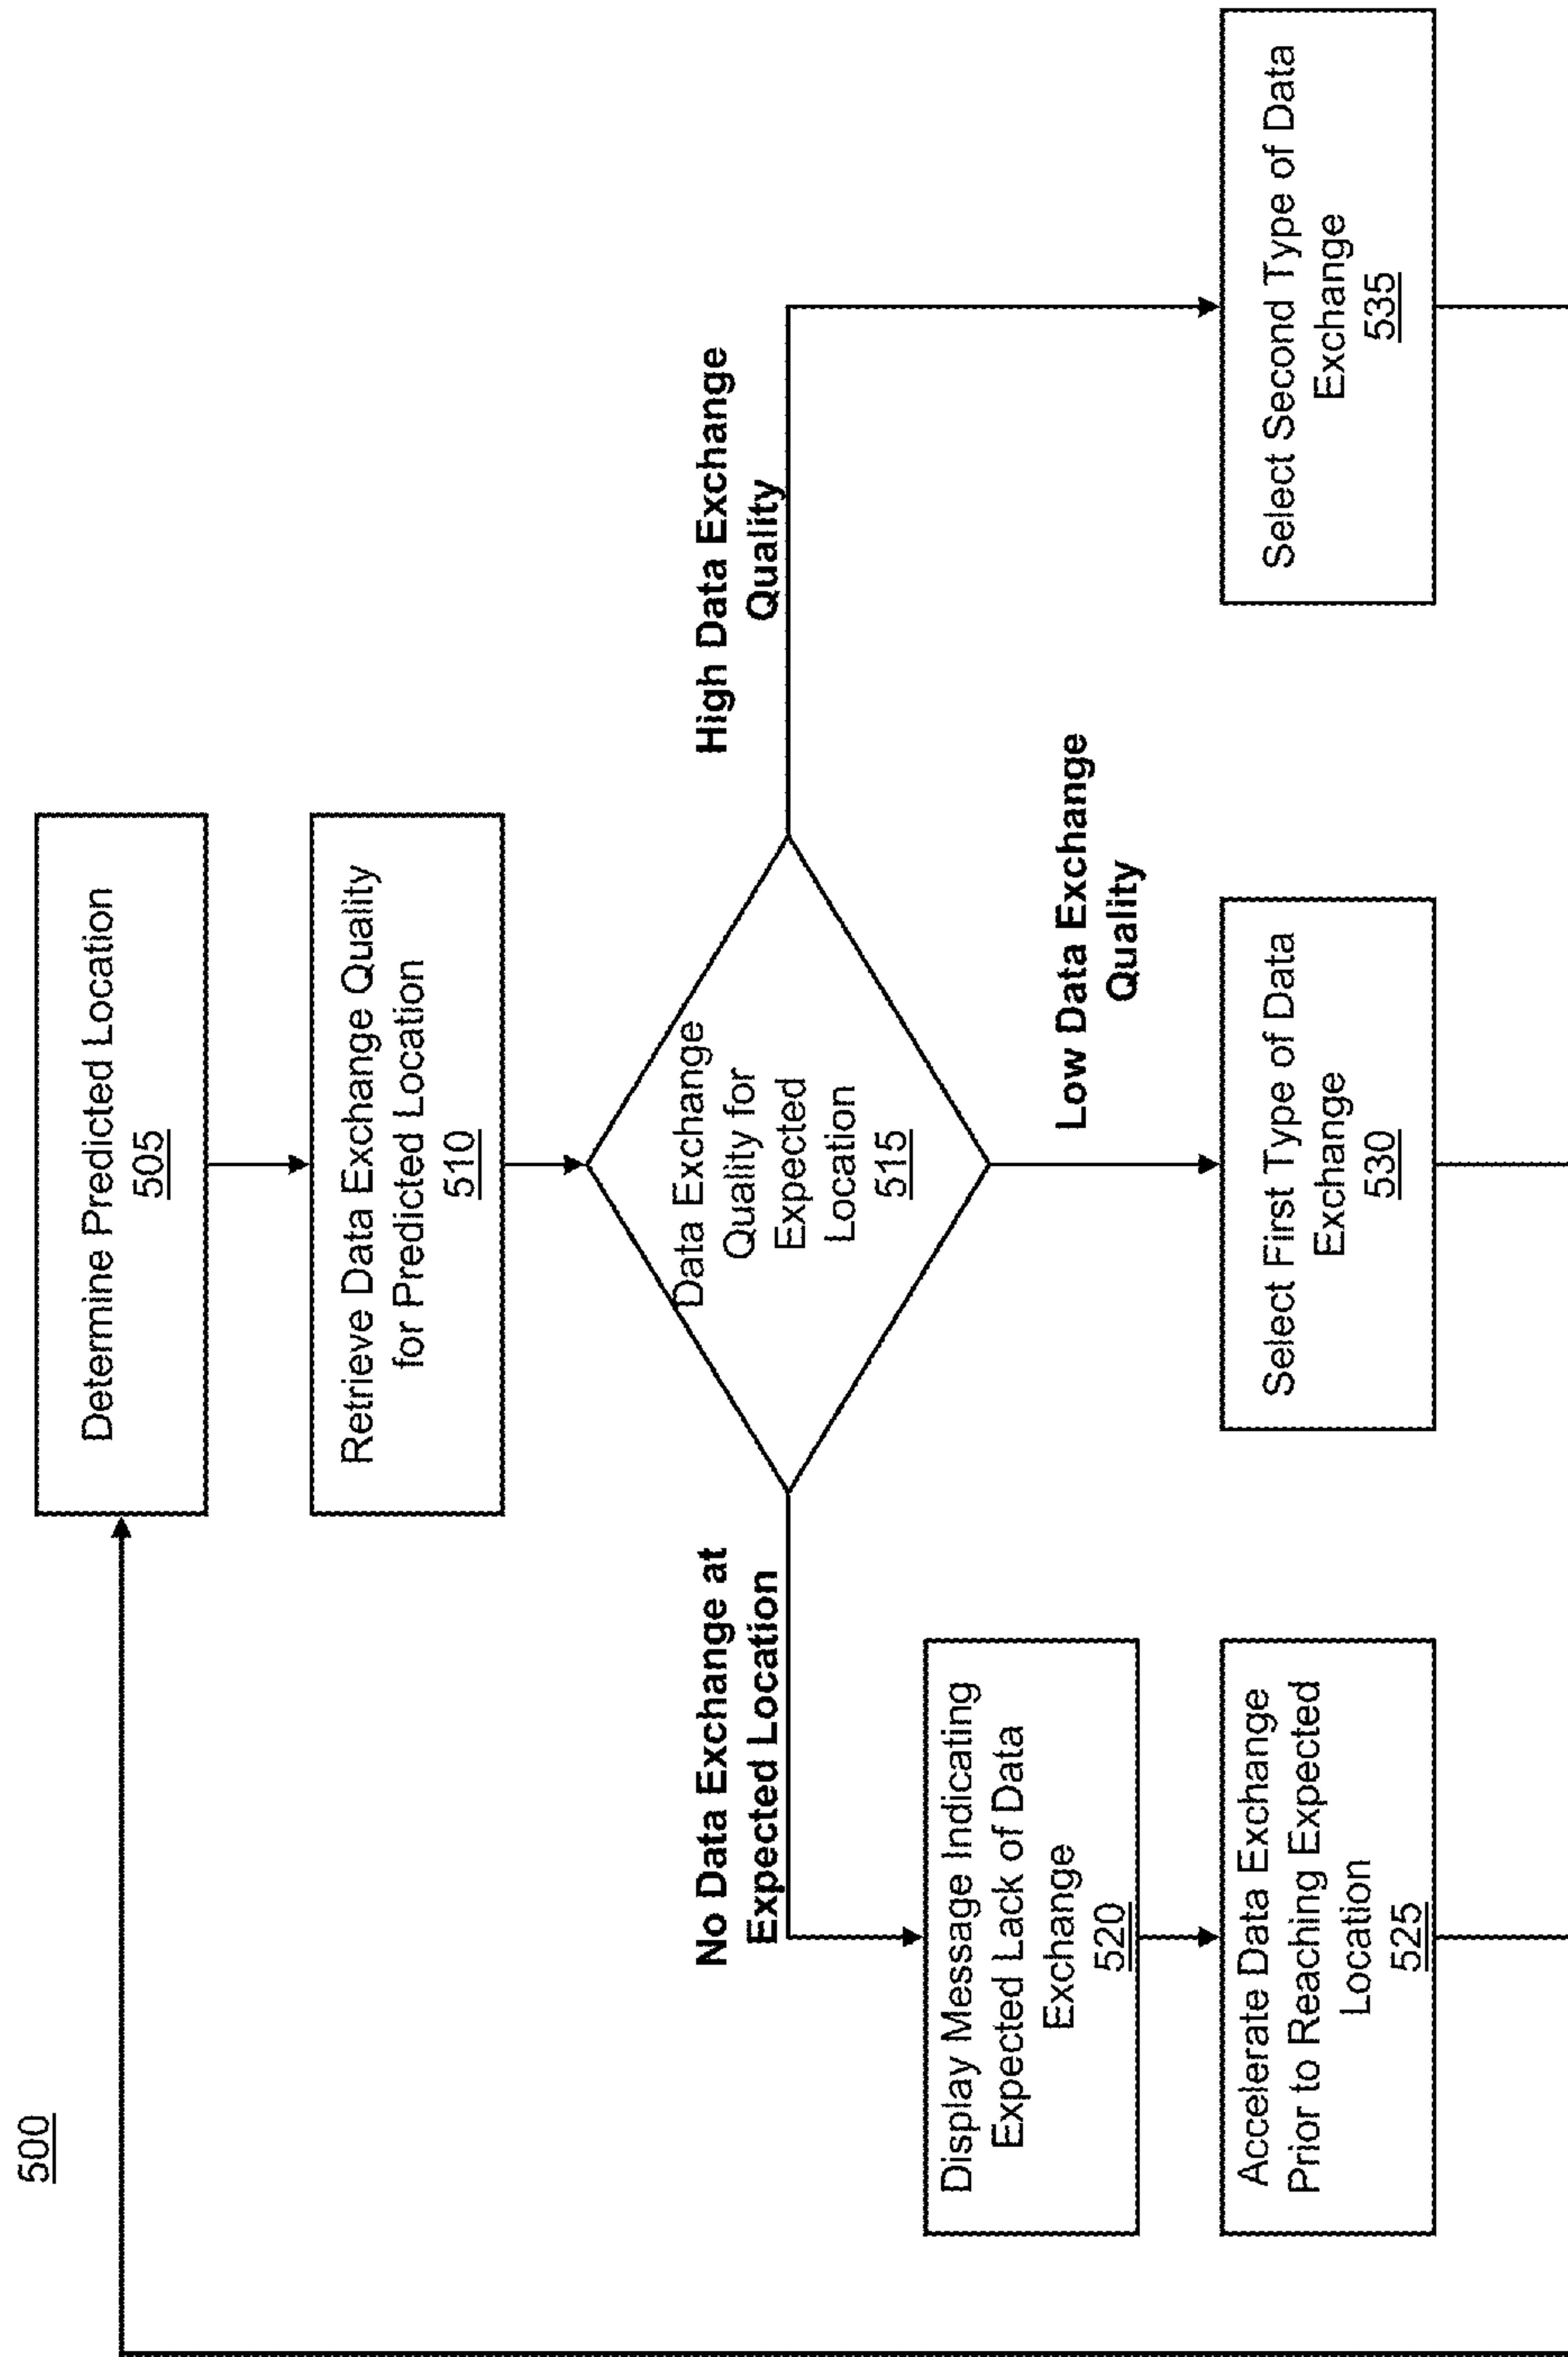 500
Determine Predicted Location
505
Retrieve Data Exchange Quality
for Predicted Location
510
Data Exchange
Quality for
Expected
Location
515
No Data Exchange at
Expected Location
High Data Exchange
Quality
Low Data Exchange
Quality
Display Message Indicating
Expected Lack of Data
Exchange
520
Accelerate Data Exchange
Prior to Reaching Expected
Location
525
Select First Type of Data
Exchange
530
Select Second Type of Data
Exchange
535